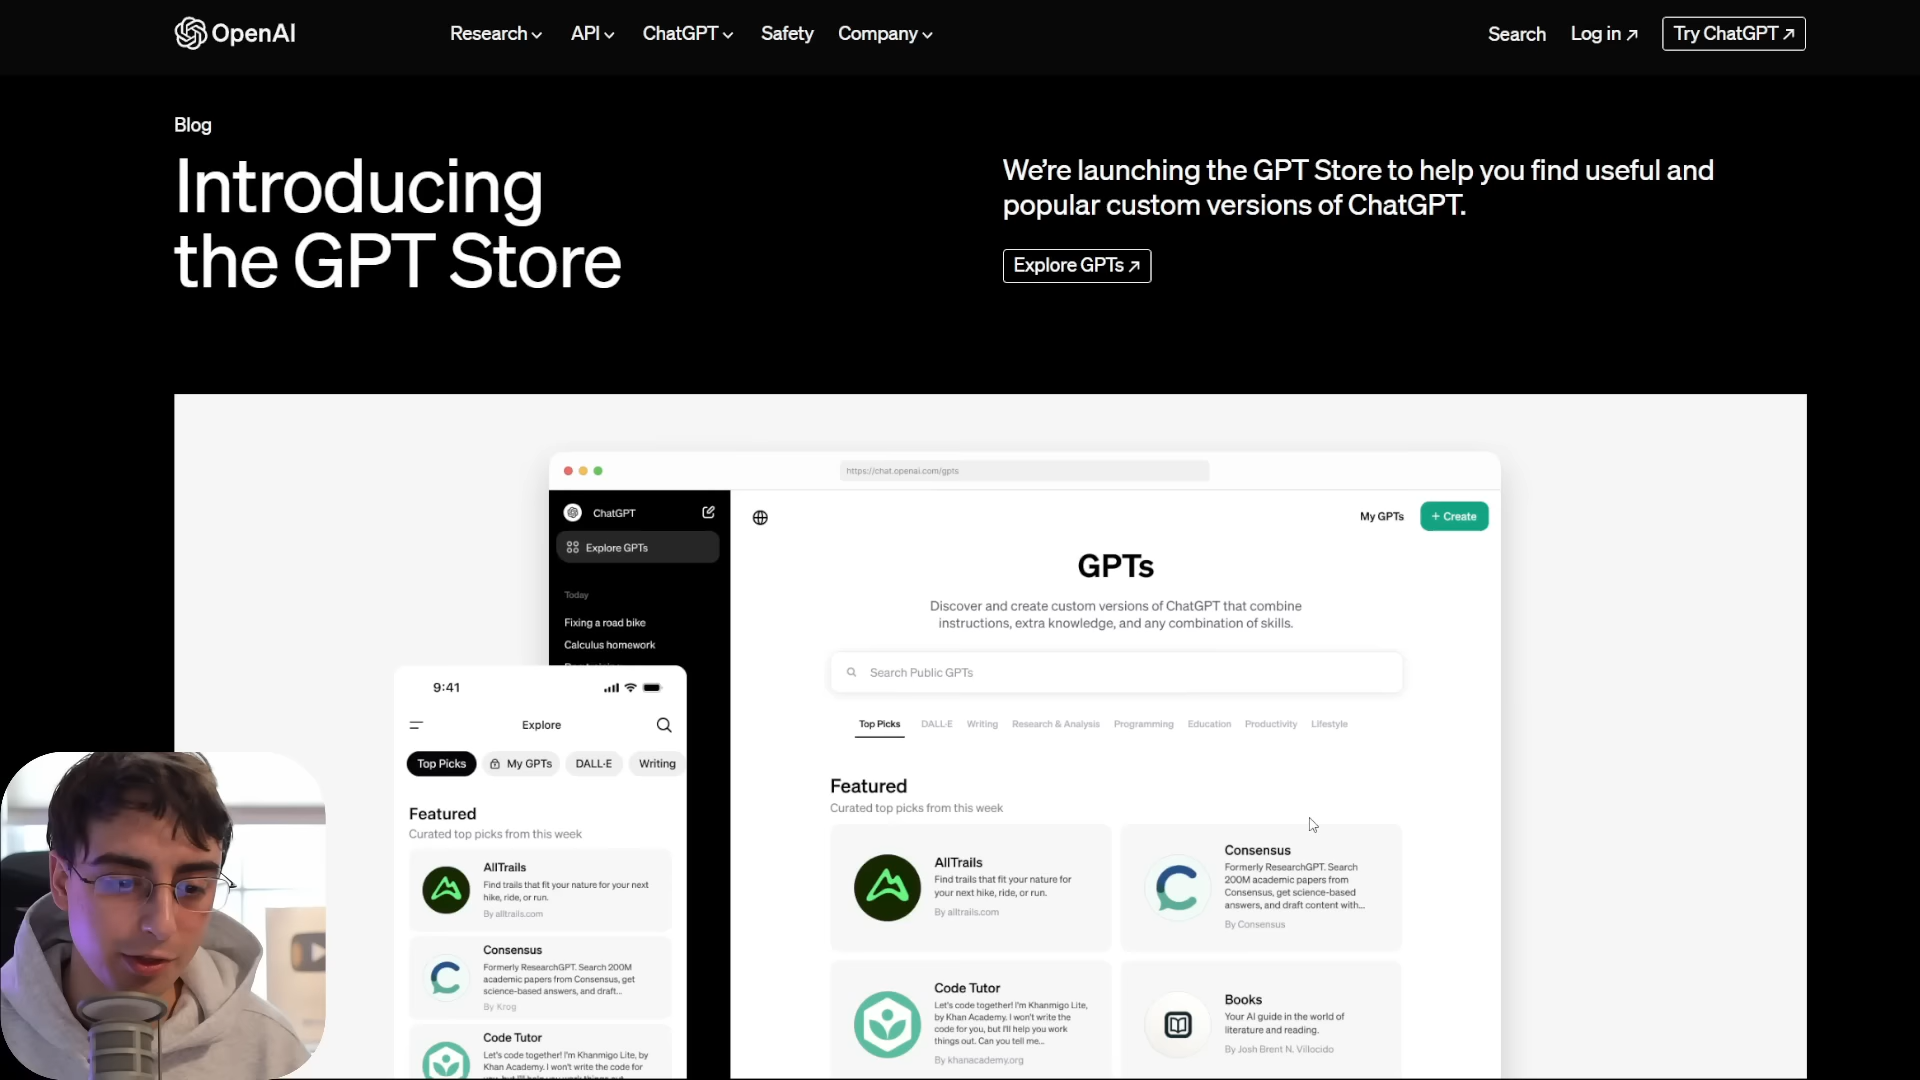 OpenAI
Research
API
ChatGPT
Safety
Company
Search
Log in ↗
Try ChatGPT ↗
Blog
Introducing
the GPT Store
We're launching the GPT Store to help you find useful and
popular custom versions of ChatGPT.
Explore GPTs ↗
https://chat.openai.com/gpts
ChatGPT
Explore GPTs
Today
Fixing a road bike
Calculus homework
My GPTs
+ Create
GPTs
Discover and create custom versions of ChatGPT that combine
instructions, extra knowledge, and any combination of skills.
Search Public GPTs
Top Picks
DALL·E
Writing
Research & Analysis
Programming
Education
Productivity
Lifestyle
Featured
Curated top picks from this week
AllTrails
Find trails that fit your nature for
your next hike, ride, or run.
By alltrails.com
Consensus
Formerly ResearchGPT. Search
200M academic papers from
Consensus, get science-based
answers, and draft content with...
By Consensus
Code Tutor
Let's code together! I'm Khanmigo Lite,
by Khan Academy. I won't write the
code for you, but I'll help you work
things out. Can you tell me...
By khanacademy.org
Books
Your AI guide in the world of
literature and reading.
By Josh Brent N. Villocido
9:41
Explore
Top Picks
My GPTs
DALL·E
Writing
Featured
Curated top picks from this week
AllTrails
Find trails that fit your nature for your next
hike, ride, or run.
By alltrails.com
Consensus
Formerly ResearchGPT. Search 200M
academic papers from Consensus, get
science-based answers, and draft...
By Krog
Code Tutor
Let's code together! I'm Khanmigo Lite, by
Khan Academy. I won't write the code for